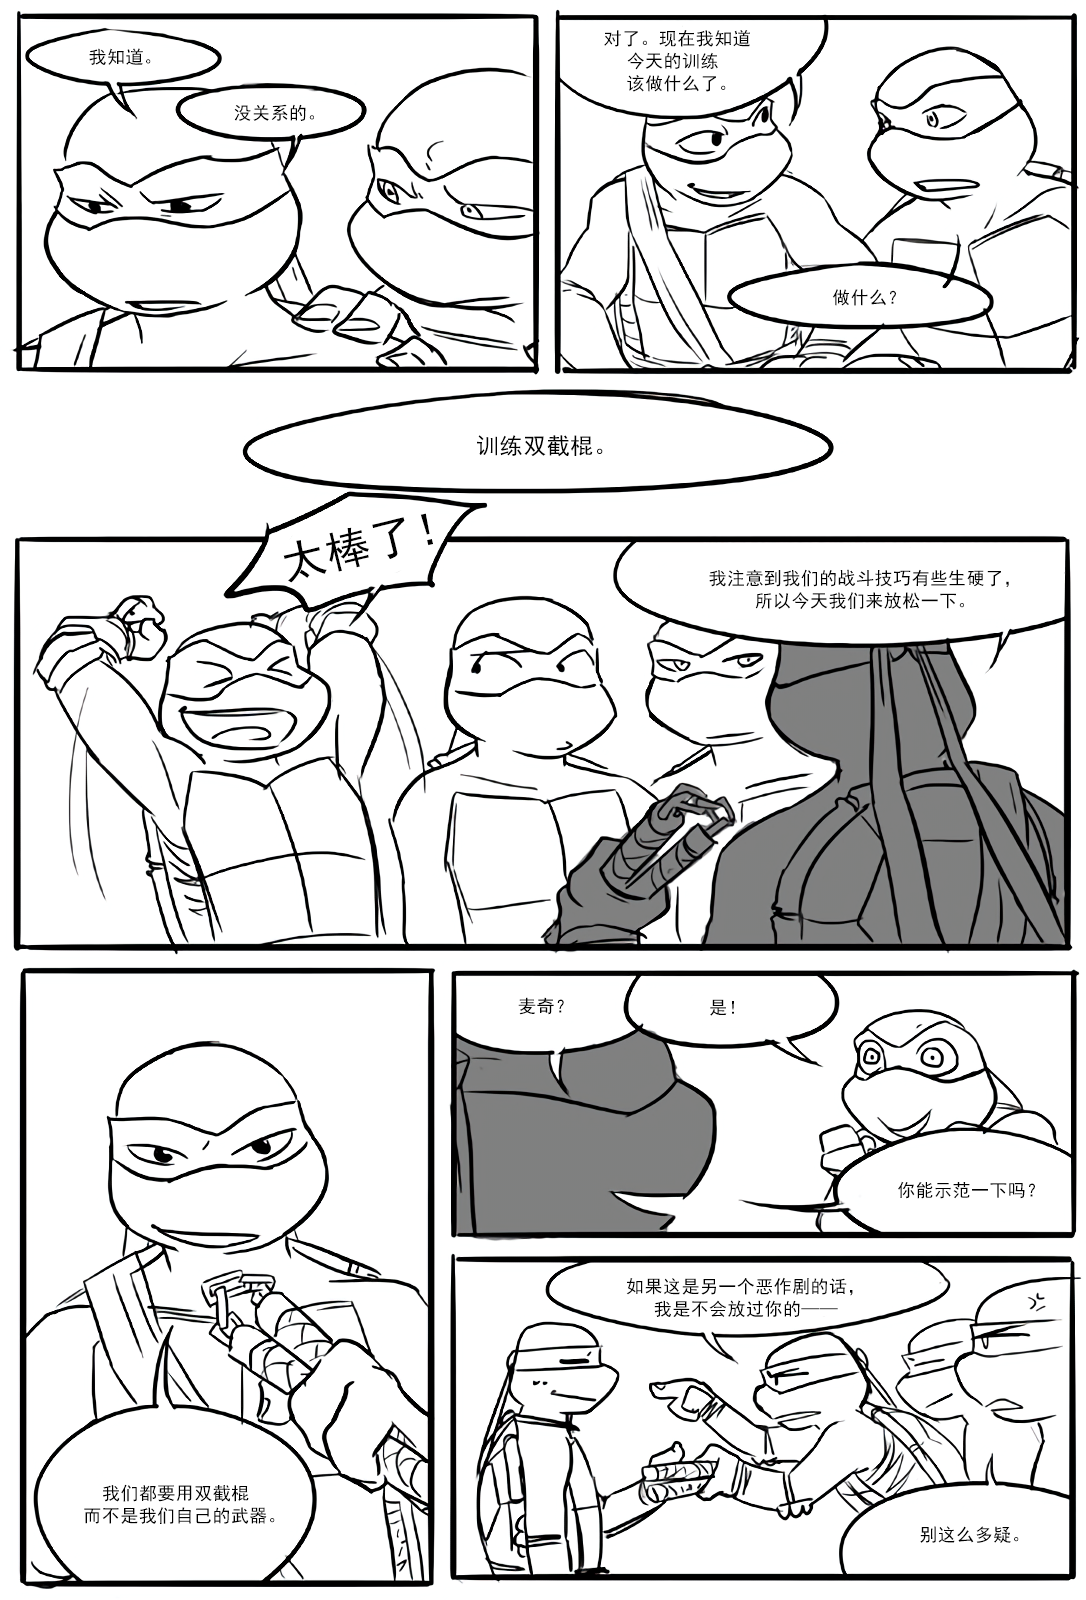 我知道。
没关系的。
对了。现在我知道
今天的训练
该做什么了。
做什么？
训练双截棍。
太棒了！
我注意到我们的战斗技巧有些生硬了，
所以今天我们来放松一下。
我们都要用双截棍
而不是我们自己的武器。
麦奇？
是！
你能示范一下吗？
如果这是另一个恶作剧的话，
我是不会放过你的——
别这么多疑。